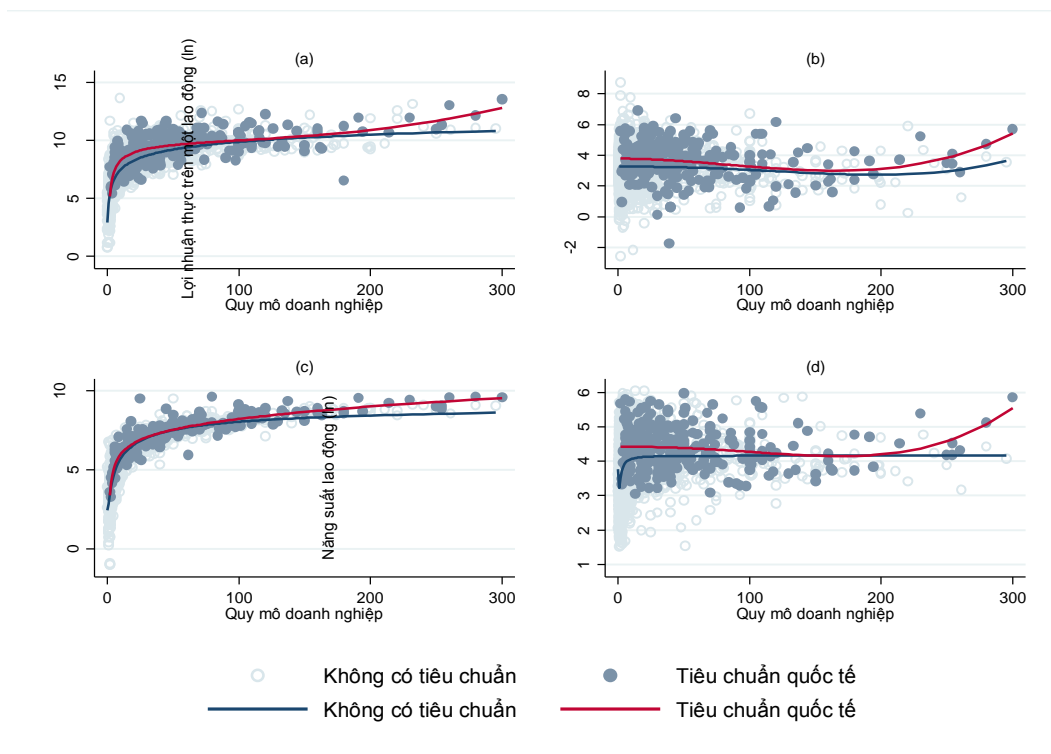 (a)
(b)
Lợi nhuận thực trên một lao động (ln)
15
10
5
0
8
6
4
2
0
-2
0 100 200 300
Quy mô doanh nghiệp
0 100 200 300
Quy mô doanh nghiệp
(c)
(d)
Năng suất lao động (ln)
10
5
0
6
5
4
3
2
1
0 100 200 300
Quy mô doanh nghiệp
0 100 200 300
Quy mô doanh nghiệp
Không có tiêu chuẩn Tiêu chuẩn quốc tế
Không có tiêu chuẩn Tiêu chuẩn quốc tế